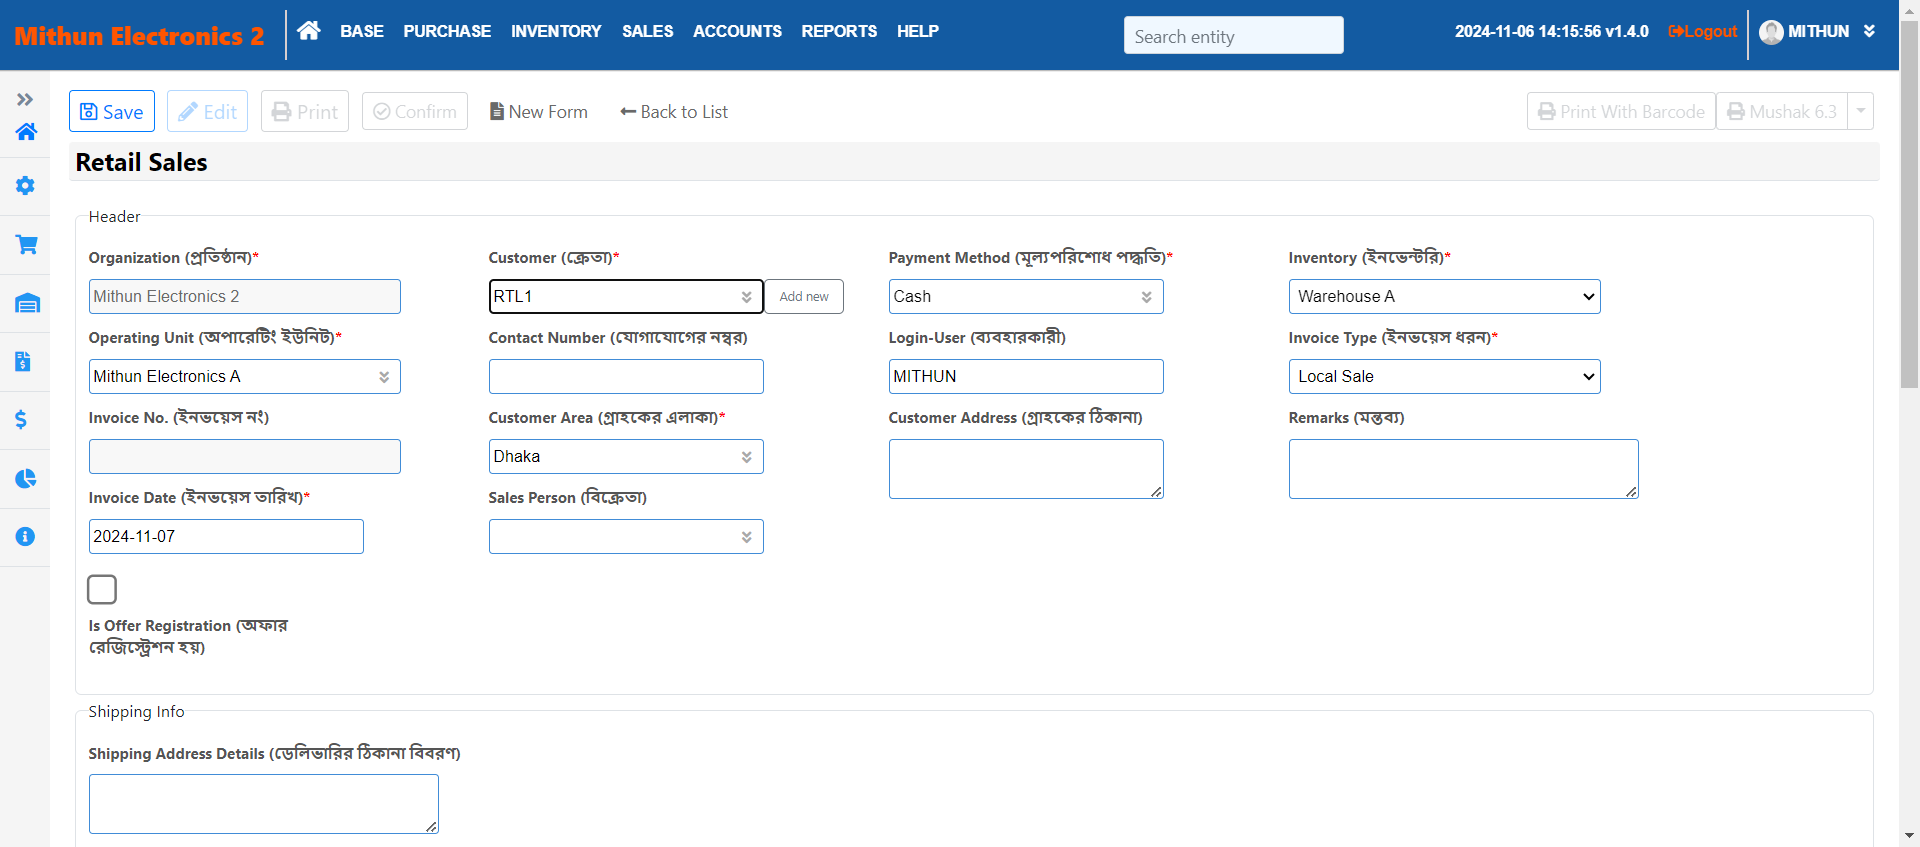 Mithun Electronics 2
BASE PURCHASE INVENTORY SALES ACCOUNTS REPORTS HELP
Search entity
2024-11-06 14:15:56 v1.4.0
Logout
MITHUN
Save Edit Print Confirm New Form Back to List
Print With Barcode Mushak 6.3
Retail Sales
Header
Organization (প্রতিষ্ঠান)* Customer (ক্রেতা)* Payment Method (মূল্যপরিশোধ পদ্ধতি)* Inventory (ইনভেন্টরি)*
Mithun Electronics 2 RTL1 Add new Cash Warehouse A
Operating Unit (অপারেটিং ইউনিট)* Contact Number (যোগাযোগের নম্বর) Login-User (ব্যবহারকারী) Invoice Type (ইনভয়েস ধরন)*
Mithun Electronics A MITHUN Local Sale
Invoice No. (ইনভয়েস নং) Customer Area (গ্রাহকের এলাকা)* Customer Address (গ্রাহকের ঠিকানা) Remarks (মন্তব্য)
Dhaka
Invoice Date (ইনভয়েস তারিখ)* Sales Person (বিক্রেতা)
2024-11-07
Is Offer Registration (অফার
রেজিস্ট্রেশন হয়)
Shipping Info
Shipping Address Details (ডেলিভারির ঠিকানা বিবরণ)